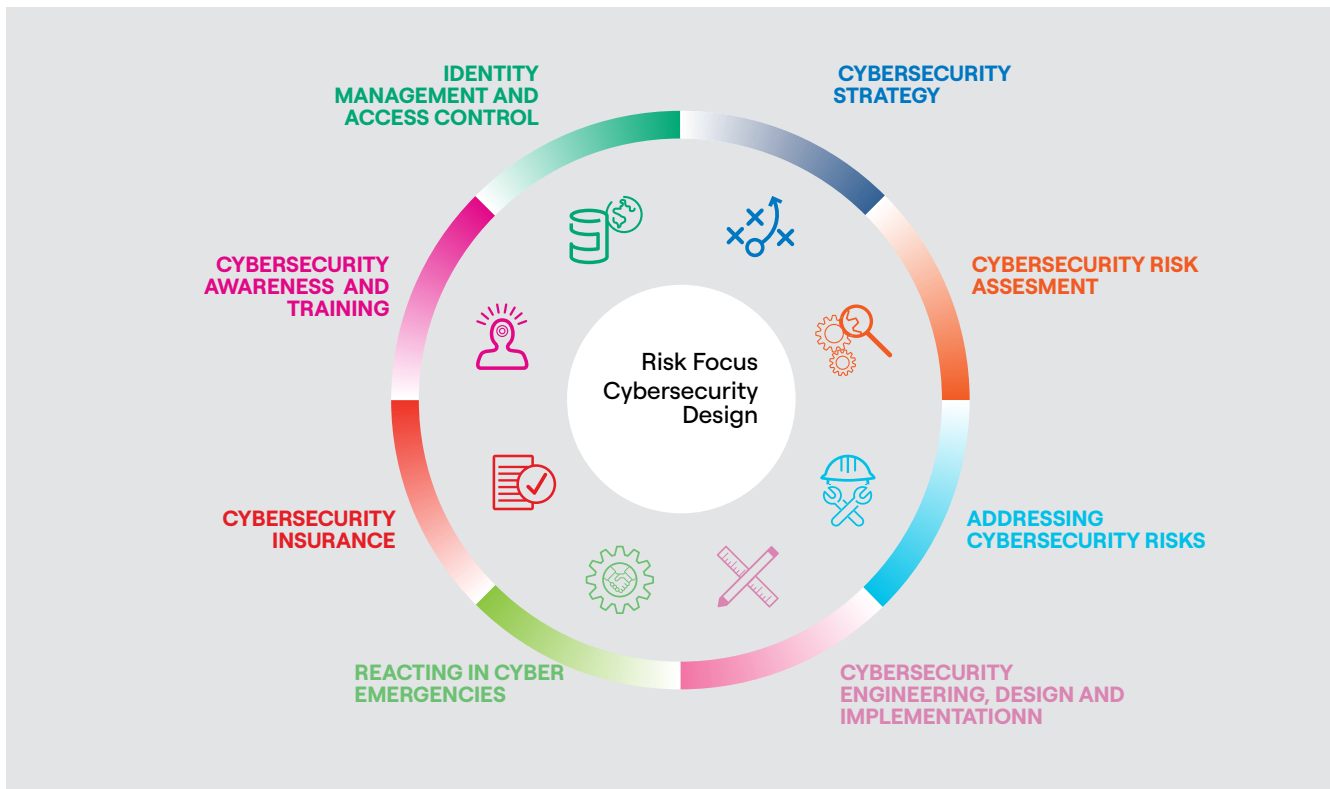 IDENTITY
MANAGEMENT AND
ACCESS CONTROL
CYBERSECURITY
STRATEGY
CYBERSECURITY
AWARENESS AND
TRAINING
CYBERSECURITY RISK
ASSESMENT
Risk Focus
Cybersecurity
Design
CYBERSECURITY
INSURANCE
ADDRESSING
CYBERSECURITY RISKS
REACTING IN CYBER
EMERGENCIES
CYBERSECURITY
ENGINEERING, DESIGN AND
IMPLEMENTATIONN